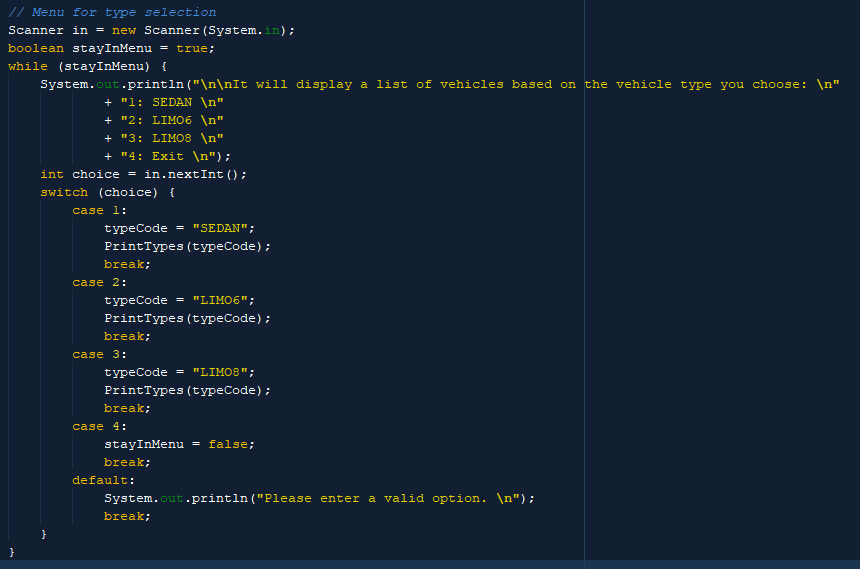 // Menu for type selection
Scanner in = new Scanner(System.in);
boolean stayInMenu = true;
while (stayInMenu) {
    System.out.println("\n\nIt will display a list of vehicles based on the vehicle type you choose: \n"
            + "1: SEDAN \n"
            + "2: LIMO6 \n"
            + "3: LIMO8 \n"
            + "4: Exit \n");
    int choice = in.nextInt();
    switch (choice) {
        case 1:
            typeCode = "SEDAN";
            PrintTypes(typeCode);
            break;
        case 2:
            typeCode = "LIMO6";
            PrintTypes(typeCode);
            break;
        case 3:
            typeCode = "LIMO8";
            PrintTypes(typeCode);
            break;
        case 4:
            stayInMenu = false;
            break;
        default:
            System.out.println("Please enter a valid option. \n");
            break;
    }
}